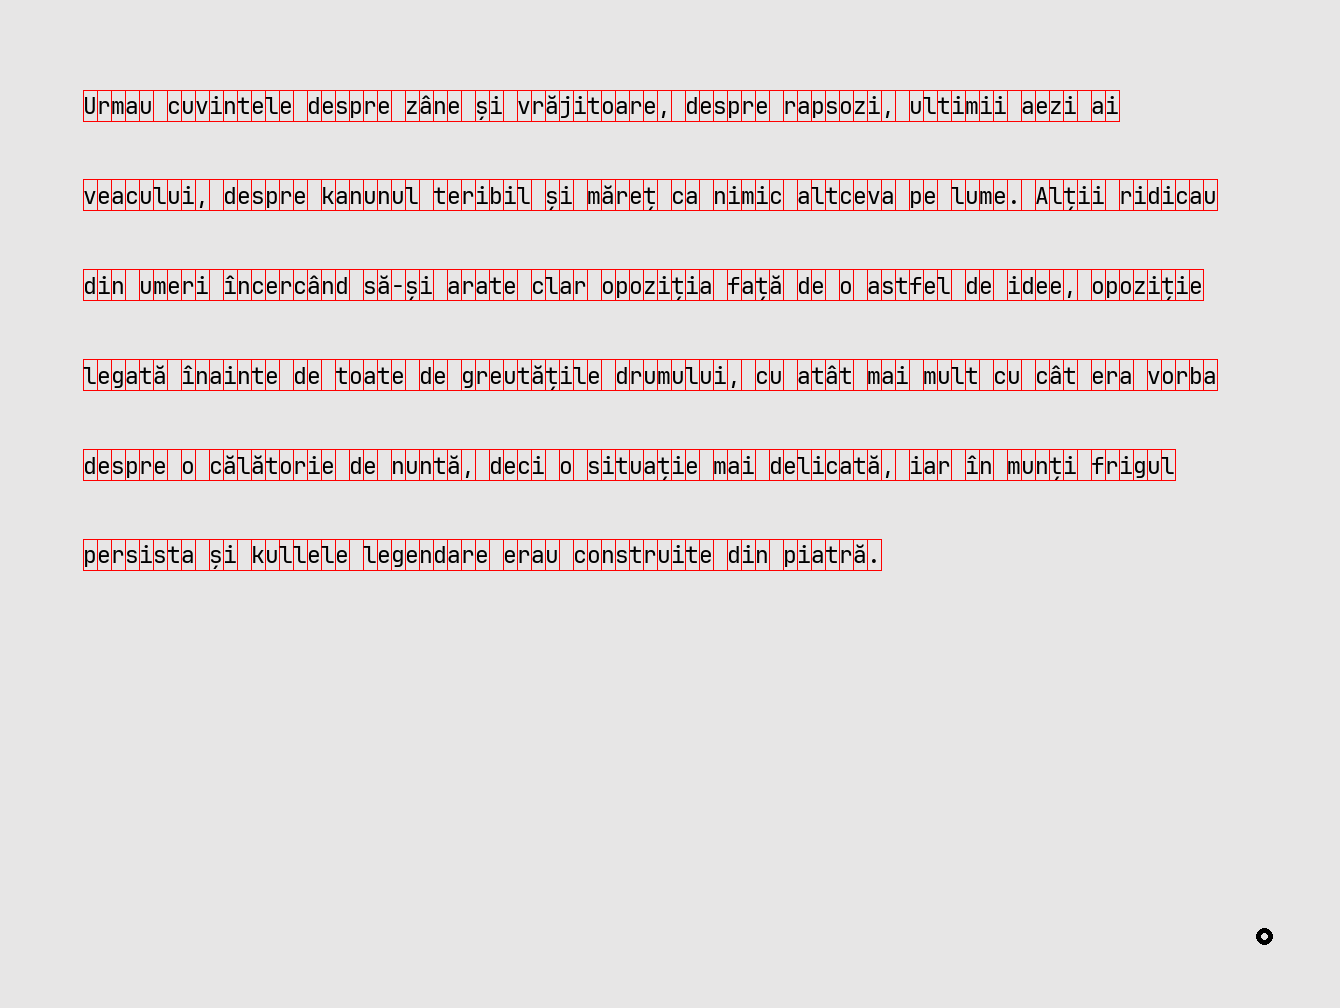 Urmau cuvintele despre zâne și vrăjitoare, despre rapsozi, ultimii aezi ai
veacului, despre kanunul teribil și măreț ca nimic altceva pe lume. Alții ridicau
din umeri încercând să-și arate clar opoziția față de o astfel de idee, opoziție
legată înainte de toate de greutățile drumului, cu atât mai mult cu cât era vorba
despre o călătorie de nuntă, deci o situație mai delicată, iar în munți frigul
persista și kullele legendare erau construite din piatră.